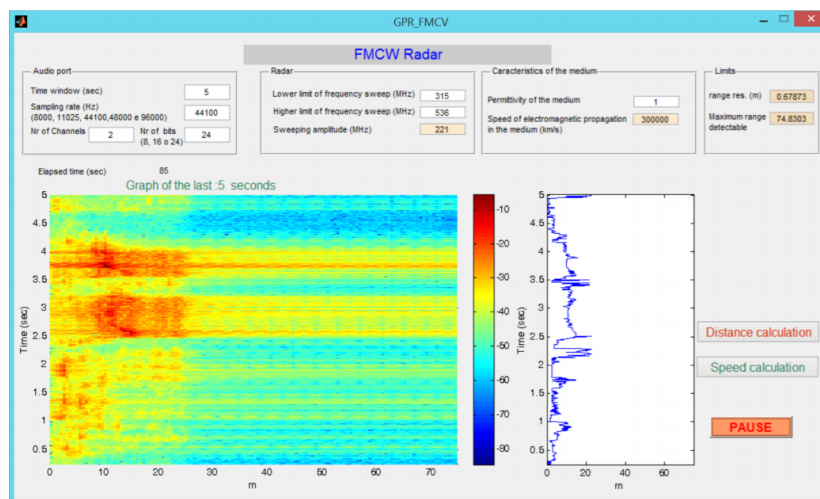 GPR_FMCV
FMCW Radar
Audio port
Time window (sec) 5
Sampling rate (Hz)
(8000, 11025, 44100,48000 e 96000) 44100
Nr of Channels 2 Nr of bits
(8, 16 o 24) 24
Radar
Lower limit of frequency sweep (MHz) 315
Higher limit of frequency sweep (MHz) 536
Sweeping amplitude (MHz) 221
Caracteristics of the medium
Permittivity of the medium 1
Speed of electromagnetic propagation
in the medium (km/s) 300000
Limits
range res. (m) 0.67873
Maximum range
detectable 74.8303
Elapsed time (sec) 85
Graph of the last :5 seconds
5
4.5
4
3.5
3
2.5
2
1.5
1
0.5
Time (sec)
0 10 20 30 40 50 60 70
m
-10
-20
-30
-40
-50
-60
-70
-80
5
4.5
4
3.5
3
2.5
2
1.5
1
0.5
Time (sec)
0 20 40 60
m
Distance calculation
Speed calculation
PAUSE